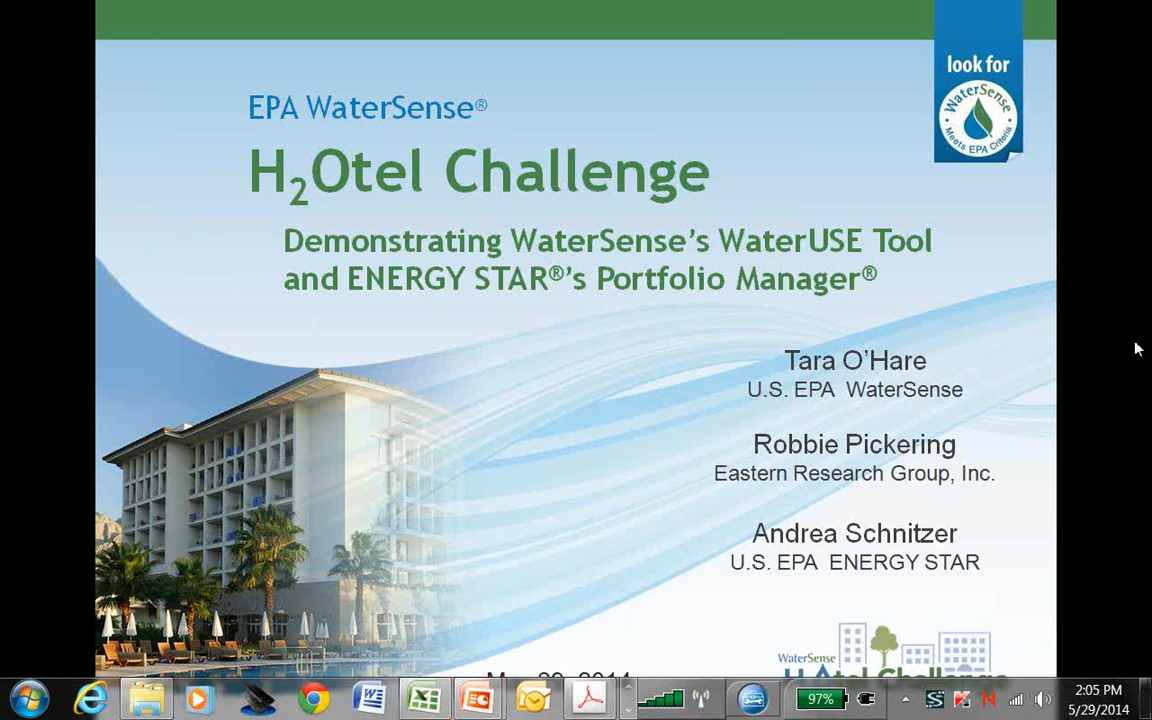 look for
WaterSense
Meets EPA Criteria
EPA WaterSense®
H2Otel Challenge
Demonstrating WaterSense's WaterUSE Tool
and ENERGY STAR®'s Portfolio Manager®
Tara O'Hare
U.S. EPA WaterSense
Robbie Pickering
Eastern Research Group, Inc.
Andrea Schnitzer
U.S. EPA ENERGY STAR
WaterSense
97%
2:05 PM
5/29/2014